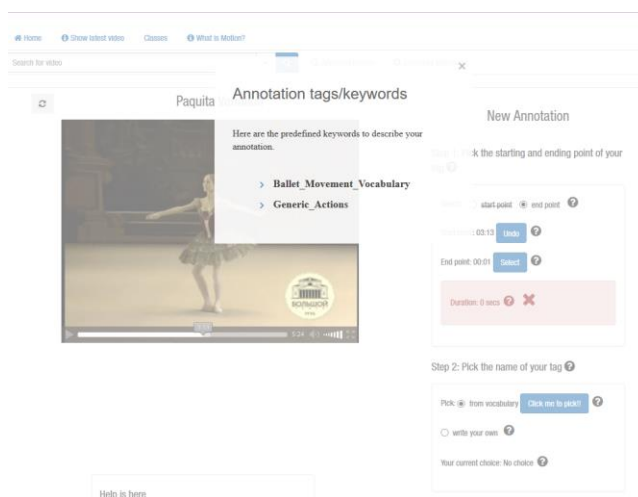 Home Show latest video Classes What is Motion?
Search for video
Paquita
Annotation tags/keywords
Here are the predefined keywords to describe your
annotation.
Ballet_Movement_Vocabulary
Generic_Actions
БОЛЬШОЙ
5:24
New Annotation
Pick the starting and ending point of your
tag
start point end point
: 03:13 Undo
End point: 00:01 Select
Duration: 0 secs
Step 2: Pick the name of your tag
Pick: from vocabulary Click me to pick!!
write your own
Your current choice: No choice
Help is here